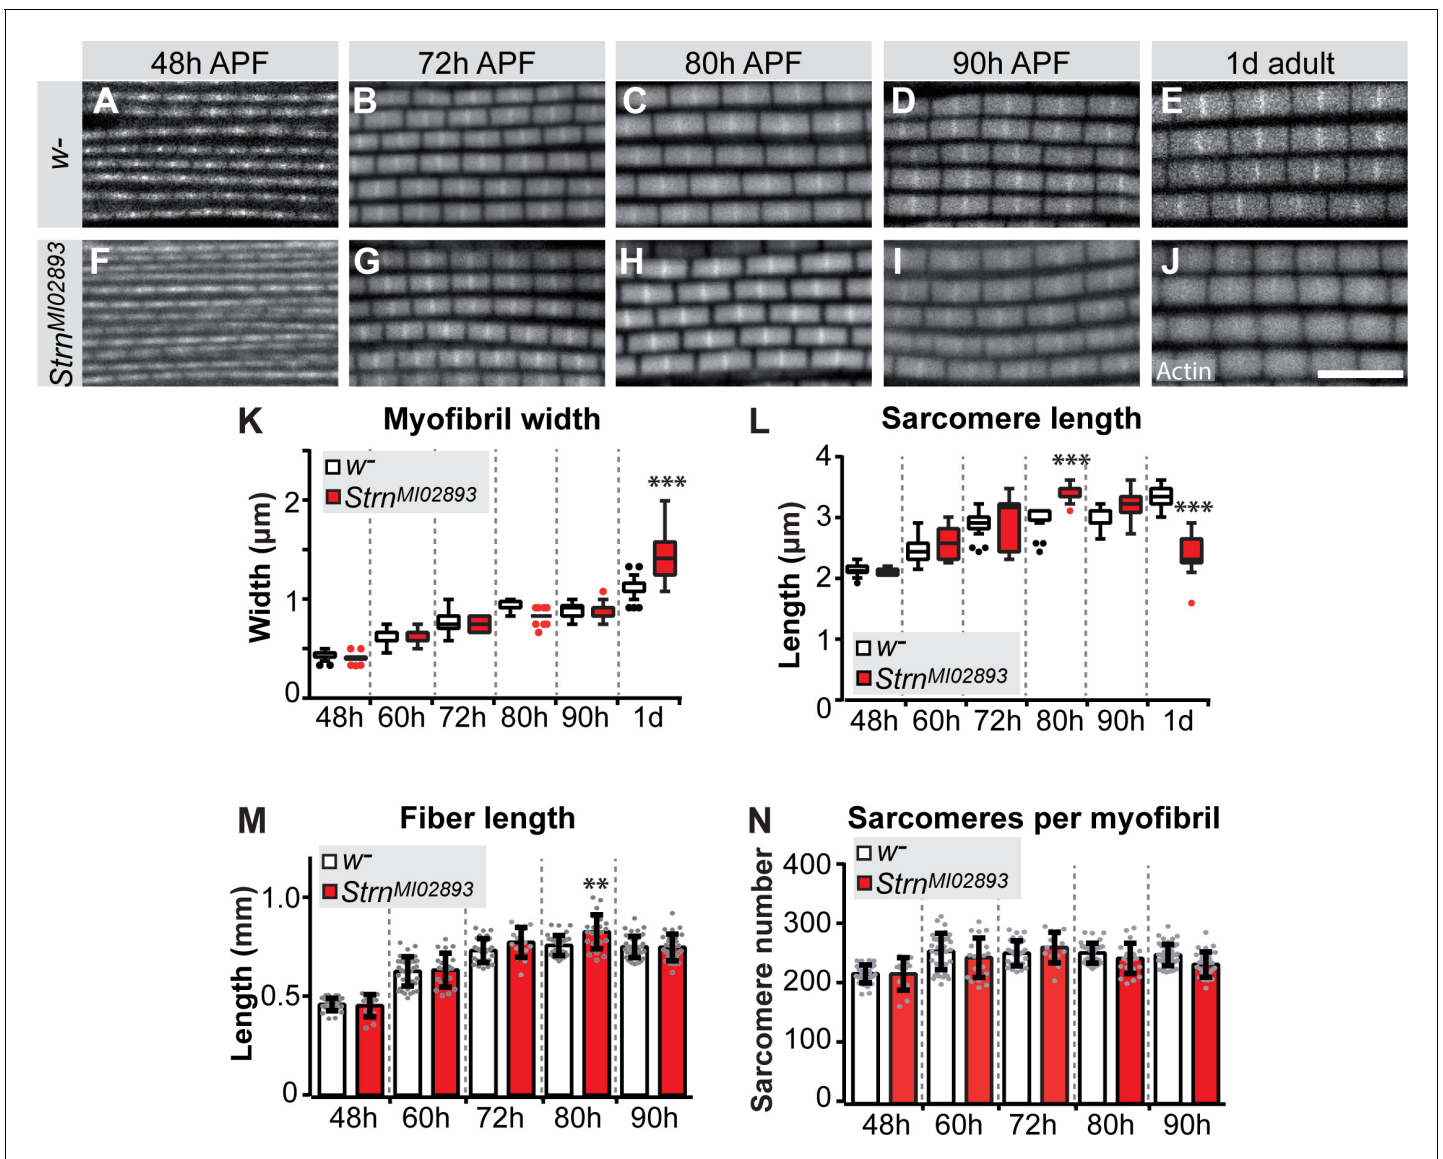 48h APF 72h APF 80h APF 90h APF 1d adult
w- A B C D E
StrnMI02893 F G H I J
Actin
K Myofibril width
Width (µm)
2
1
0
w-
StrnMI02893
***
48h 60h 72h 80h 90h 1d
L Sarcomere length
Length (µm)
4
3
2
1
0
***
***
w-
StrnMI02893
48h 60h 72h 80h 90h 1d
M Fiber length
Length (mm)
1.0
0.5
0
w-
StrnMI02893
**
48h 60h 72h 80h 90h
N Sarcomeres per myofibril
Sarcomere number
400
300
200
100
0
w-
StrnMI02893
48h 60h 72h 80h 90h